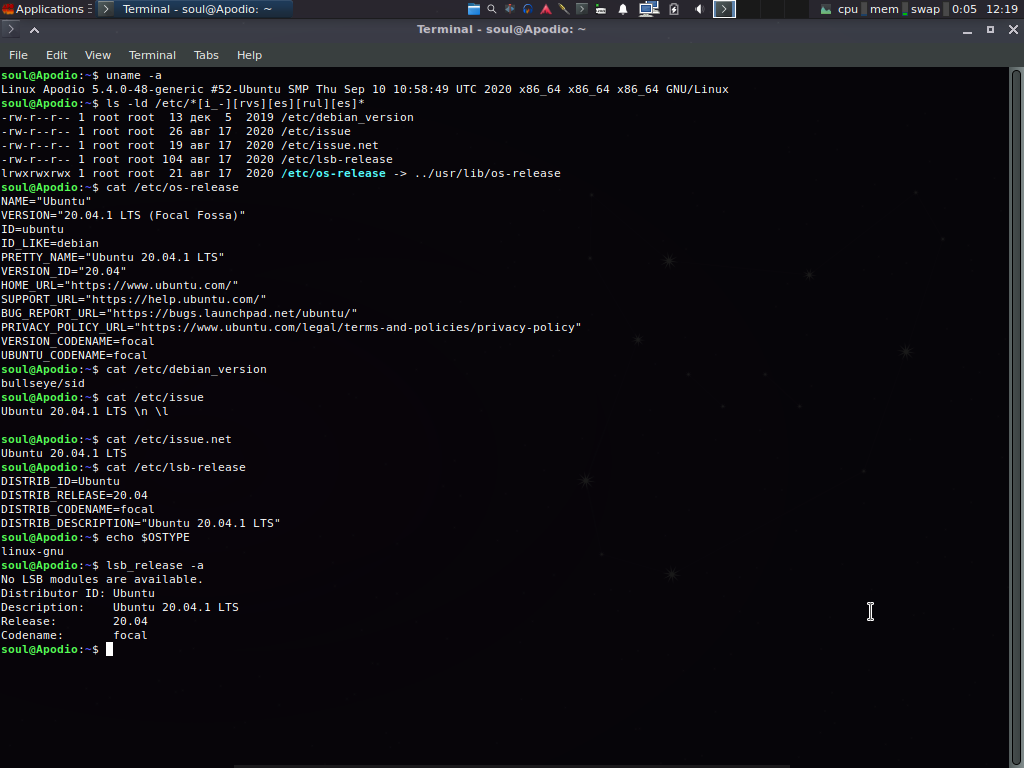 Applications Terminal - soul@Apodio: ~ cpu mem swap 0:05 12:19
Terminal - soul@Apodio: ~
File Edit View Terminal Tabs Help
soul@Apodio:~$ uname -a
Linux Apodio 5.4.0-48-generic #52-Ubuntu SMP Thu Sep 10 10:58:49 UTC 2020 x86_64 x86_64 x86_64 GNU/Linux
soul@Apodio:~$ ls -ld /etc/*[i_-][rvs][es][rul][es]*
-rw-r--r-- 1 root root  13 дек  5  2019 /etc/debian_version
-rw-r--r-- 1 root root  26 авг 17  2020 /etc/issue
-rw-r--r-- 1 root root  19 авг 17  2020 /etc/issue.net
-rw-r--r-- 1 root root 104 авг 17  2020 /etc/lsb-release
lrwxrwxrwx 1 root root  21 авг 17  2020 /etc/os-release -> ../usr/lib/os-release
soul@Apodio:~$ cat /etc/os-release
NAME="Ubuntu"
VERSION="20.04.1 LTS (Focal Fossa)"
ID=ubuntu
ID_LIKE=debian
PRETTY_NAME="Ubuntu 20.04.1 LTS"
VERSION_ID="20.04"
HOME_URL="https://www.ubuntu.com/"
SUPPORT_URL="https://help.ubuntu.com/"
BUG_REPORT_URL="https://bugs.launchpad.net/ubuntu/"
PRIVACY_POLICY_URL="https://www.ubuntu.com/legal/terms-and-policies/privacy-policy"
VERSION_CODENAME=focal
UBUNTU_CODENAME=focal
soul@Apodio:~$ cat /etc/debian_version
bullseye/sid
soul@Apodio:~$ cat /etc/issue
Ubuntu 20.04.1 LTS \n \l
soul@Apodio:~$ cat /etc/issue.net
Ubuntu 20.04.1 LTS
soul@Apodio:~$ cat /etc/lsb-release
DISTRIB_ID=Ubuntu
DISTRIB_RELEASE=20.04
DISTRIB_CODENAME=focal
DISTRIB_DESCRIPTION="Ubuntu 20.04.1 LTS"
soul@Apodio:~$ echo $OSTYPE
linux-gnu
soul@Apodio:~$ lsb_release -a
No LSB modules are available.
Distributor ID: Ubuntu
Description:    Ubuntu 20.04.1 LTS
Release:        20.04
Codename:       focal
soul@Apodio:~$